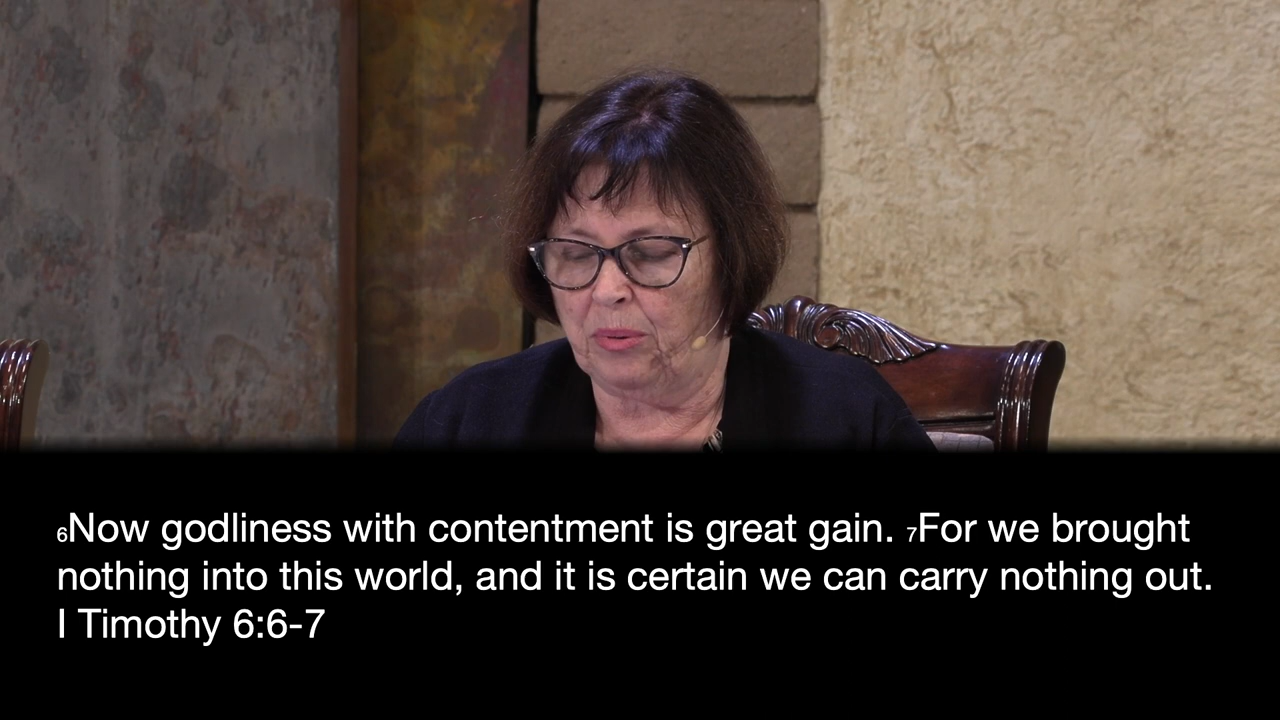 6Now godliness with contentment is great gain. 7For we brought
nothing into this world, and it is certain we can carry nothing out.
I Timothy 6:6-7